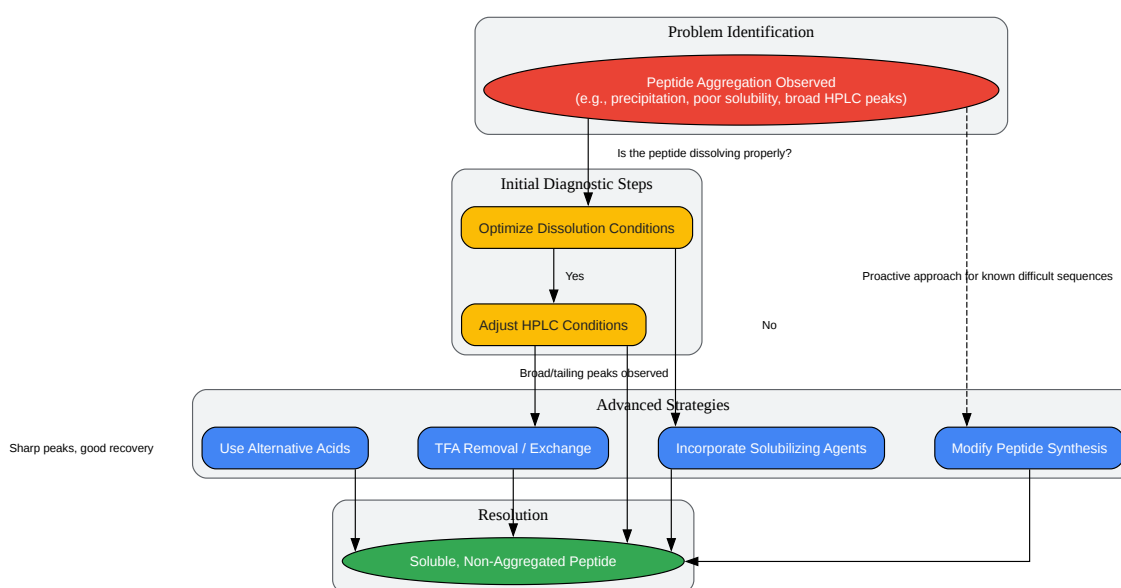 Problem Identification
Peptide Aggregation Observed
(e.g., precipitation, poor solubility, broad HPLC peaks)
Is the peptide dissolving properly?
Initial Diagnostic Steps
Optimize Dissolution Conditions
Yes
Proactive approach for known difficult sequences
Adjust HPLC Conditions
No
Broad/tailing peaks observed
Advanced Strategies
Sharp peaks, good recovery
Use Alternative Acids
TFA Removal / Exchange
Incorporate Solubilizing Agents
Modify Peptide Synthesis
Resolution
Soluble, Non-Aggregated Peptide